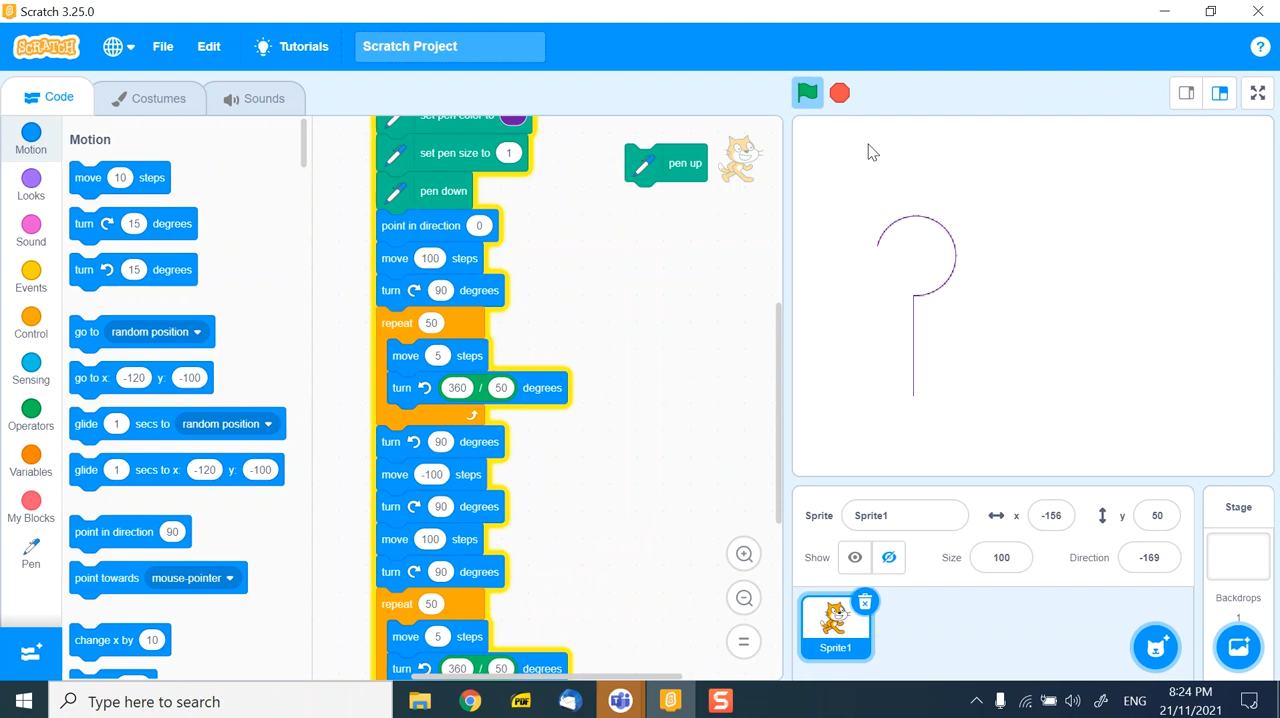 Scratch 3.25.0
SCRATCH File Edit Tutorials Scratch Project ?
Code Costumes Sounds
Motion
Looks
Sound
Events
Control
Sensing
Operators
Variables
My Blocks
Pen
Motion
move 10 steps
turn 15 degrees
turn 15 degrees
go to random position
go to x: -120 y: -100
glide 1 secs to random position
glide 1 secs to x: -120 y: -100
point in direction 90
point towards mouse-pointer
change x by 10
set pen color to
set pen size to 1
pen down
point in direction 0
move 100 steps
turn 90 degrees
repeat 50
move 5 steps
turn 360 / 50 degrees
turn 90 degrees
move -100 steps
turn 90 degrees
move 100 steps
turn 90 degrees
repeat 50
move 5 steps
turn 360 / 50 degrees
pen up
Sprite Sprite1 x -156 y 50
Show Size 100 Direction -169
Sprite1
Stage
Backdrops
1
Type here to search
PDF
S
ENG
8:24 PM
21/11/2021